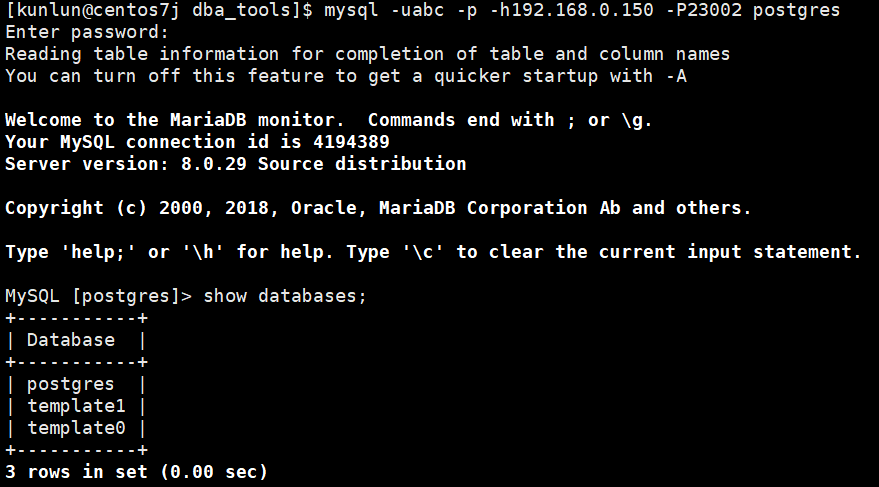 [kunlun@centos7j dba_tools]$ mysql -uabc -p -h192.168.0.150 -P23002 postgres
Enter password:
Reading table information for completion of table and column names
You can turn off this feature to get a quicker startup with -A
Welcome to the MariaDB monitor.  Commands end with ; or \g.
Your MySQL connection id is 4194389
Server version: 8.0.29 Source distribution
Copyright (c) 2000, 2018, Oracle, MariaDB Corporation Ab and others.
Type 'help;' or '\h' for help. Type '\c' to clear the current input statement.
MySQL [postgres]> show databases;
+-----------+
| Database  |
+-----------+
| postgres  |
| template1 |
| template0 |
+-----------+
3 rows in set (0.00 sec)